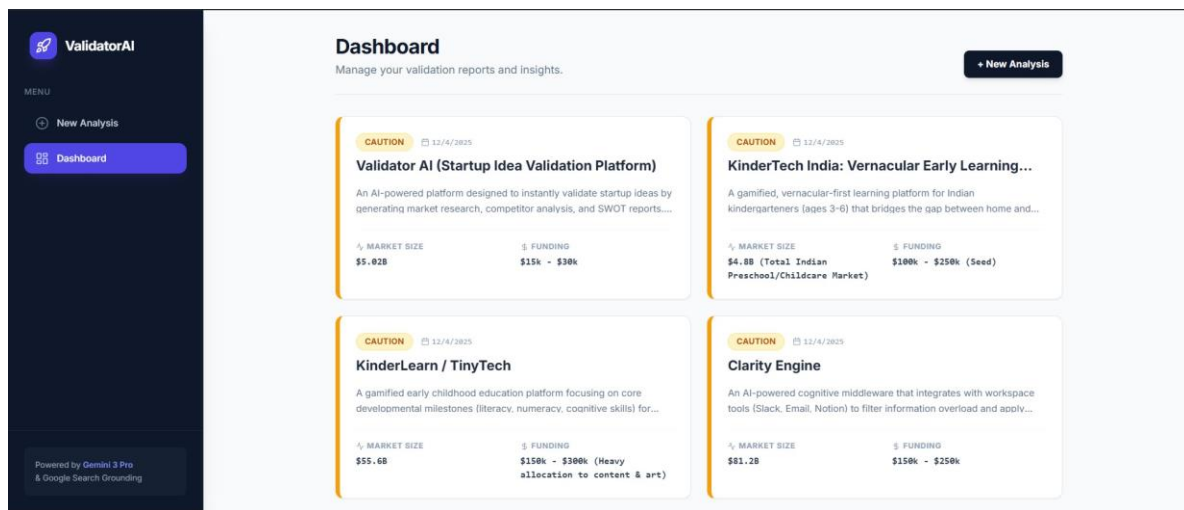 ValidatorAI
MENU
New Analysis
Dashboard
Powered by Gemini 3 Pro
& Google Search Grounding
Dashboard
Manage your validation reports and insights.
+ New Analysis
CAUTION 12/4/2025
Validator AI (Startup Idea Validation Platform)
An AI-powered platform designed to instantly validate startup ideas by
generating market research, competitor analysis, and SWOT reports....
MARKET SIZE
$5.02B
$ FUNDING
$15k - $30k
CAUTION 12/4/2025
KinderTech India: Vernacular Early Learning...
A gamified, vernacular-first learning platform for Indian
kindergarteners (ages 3-6) that bridges the gap between home and...
MARKET SIZE
$4.8B (Total Indian
Preschool/Childcare Market)
$ FUNDING
$100k - $250k (Seed)
CAUTION 12/4/2025
KinderLearn / TinyTech
A gamified early childhood education platform focusing on core
developmental milestones (literacy, numeracy, cognitive skills) for...
MARKET SIZE
$55.6B
$ FUNDING
$150k - $300k (Heavy
allocation to content & art)
CAUTION 12/4/2025
Clarity Engine
An AI-powered cognitive middleware that integrates with workspace
tools (Slack, Email, Notion) to filter information overload and apply...
MARKET SIZE
$81.2B
$ FUNDING
$150k - $250k